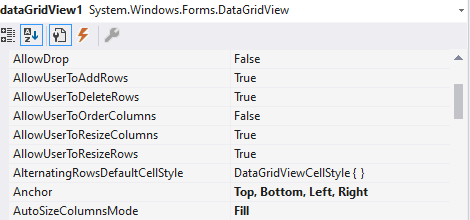 dataGridView1 System.Windows.Forms.DataGridView
AllowDrop False
AllowUserToAddRows True
AllowUserToDeleteRows True
AllowUserToOrderColumns False
AllowUserToResizeColumns True
AllowUserToResizeRows True
AlternatingRowsDefaultCellStyle DataGridViewCellStyle { }
Anchor Top, Bottom, Left, Right
AutoSizeColumnsMode Fill